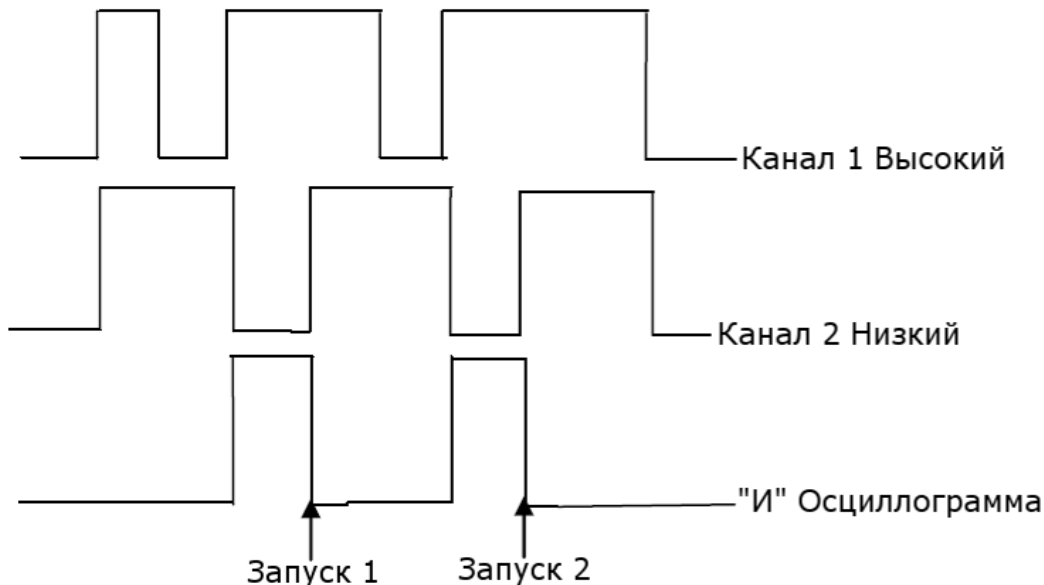 Канал 1 Высокий
Канал 2 Низкий
"И" Осциллограмма
Запуск 1
Запуск 2